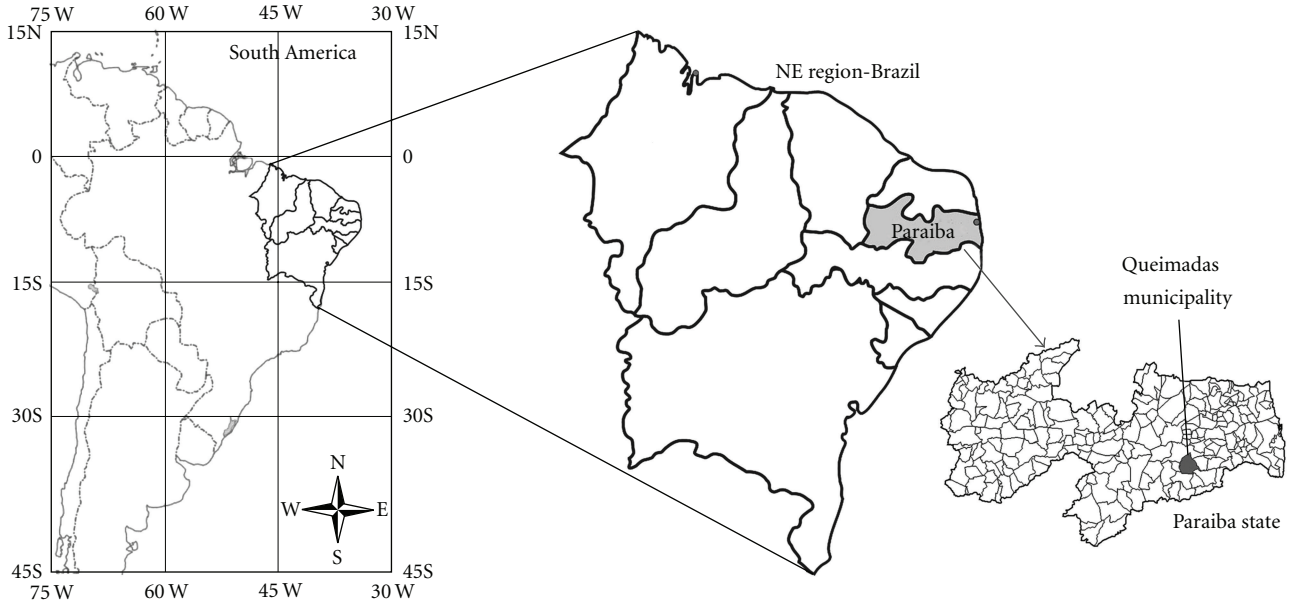 75 W 60 W 45 W 30 W
15N 15N
South America
NE region-Brazil
0 0
Paraiba
Queimadas
municipality
15S 15S
30S 30S
N
W E
S
Paraiba state
45S 45S
75 W 60 W 45 W 30 W